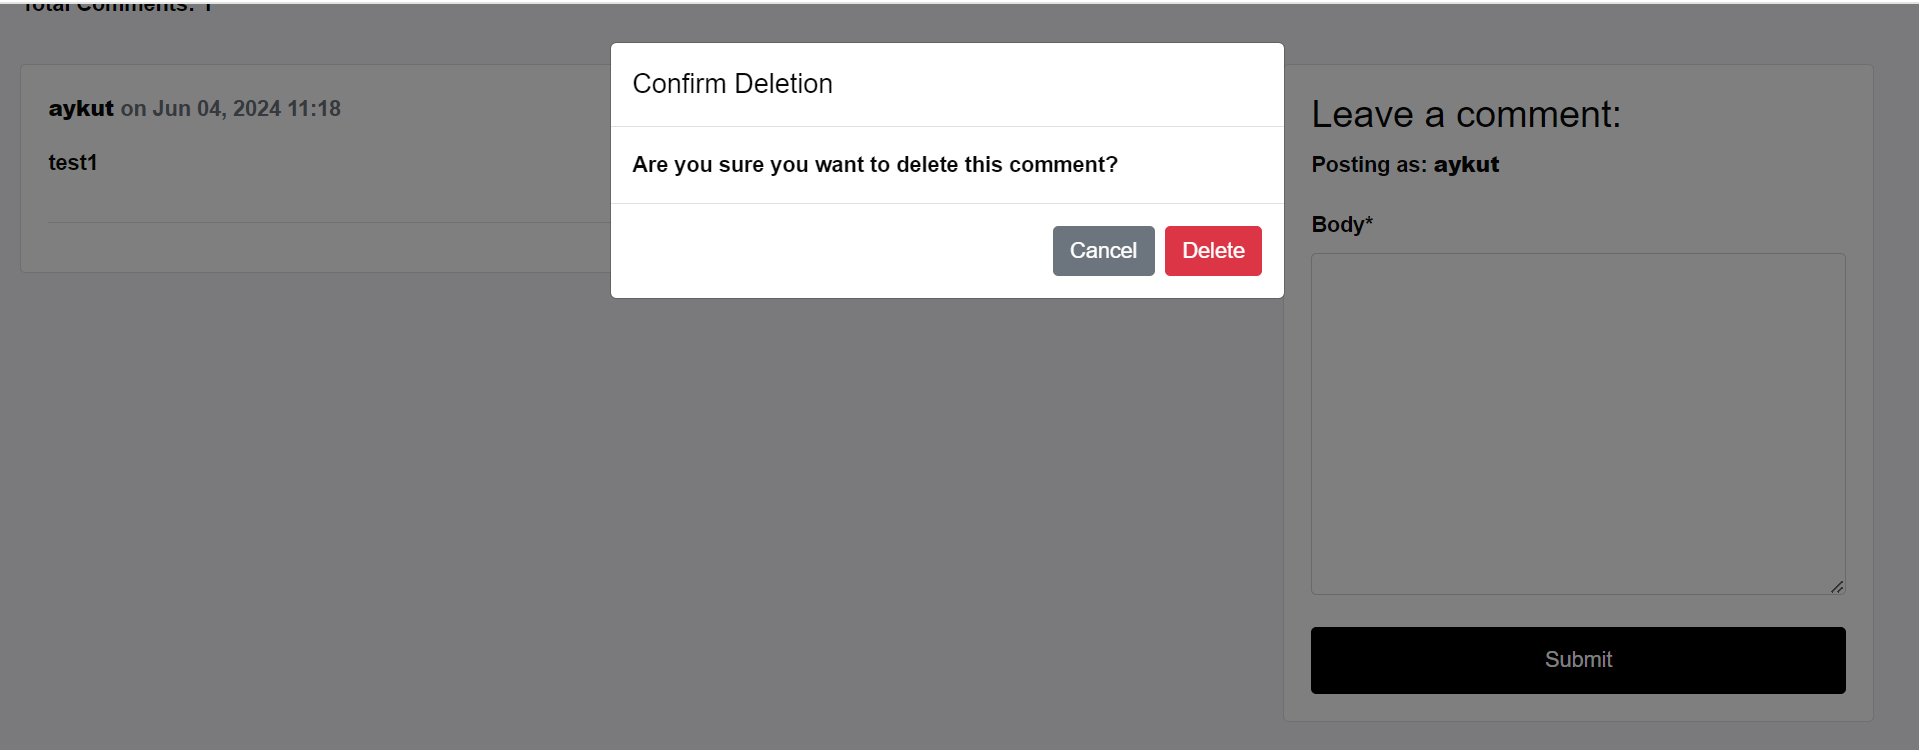 Total Comments: 1
aykut on Jun 04, 2024 11:18
test1
Confirm Deletion
Are you sure you want to delete this comment?
Cancel Delete
Leave a comment:
Posting as: aykut
Body*
Submit